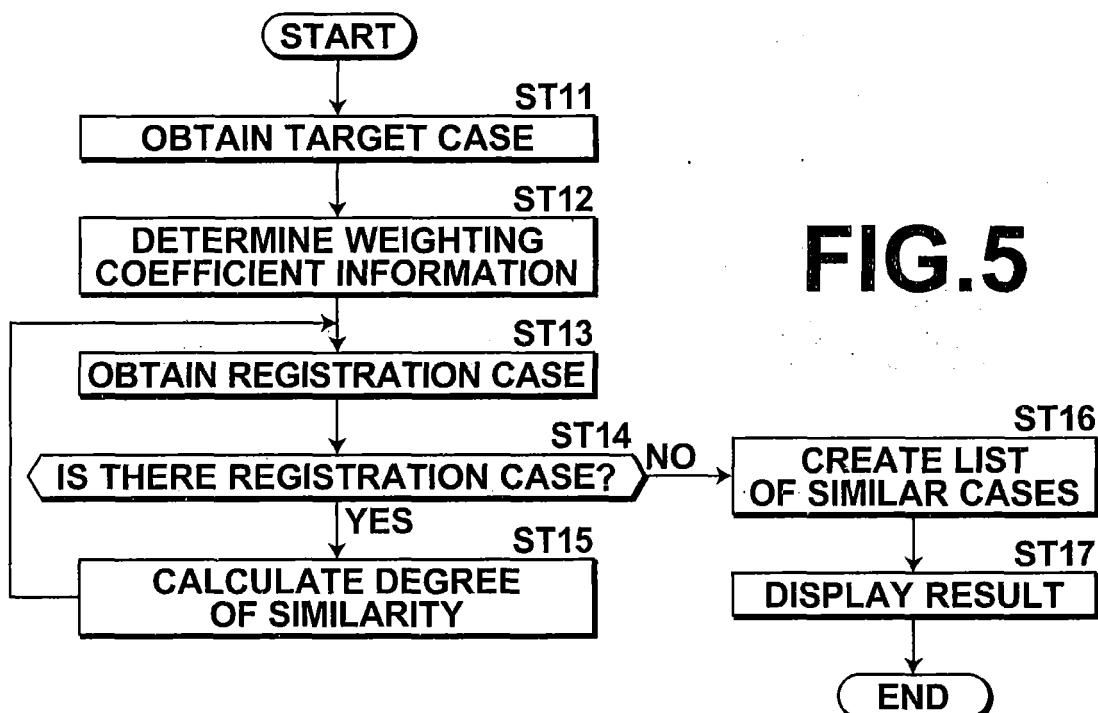 START
ST11
OBTAIN TARGET CASE
ST12
DETERMINE WEIGHTING
COEFFICIENT INFORMATION
FIG.5
ST13
OBTAIN REGISTRATION CASE
ST14
IS THERE REGISTRATION CASE?
NO
YES
ST15
CALCULATE DEGREE
OF SIMILARITY
ST16
CREATE LIST
OF SIMILAR CASES
ST17
DISPLAY RESULT
END